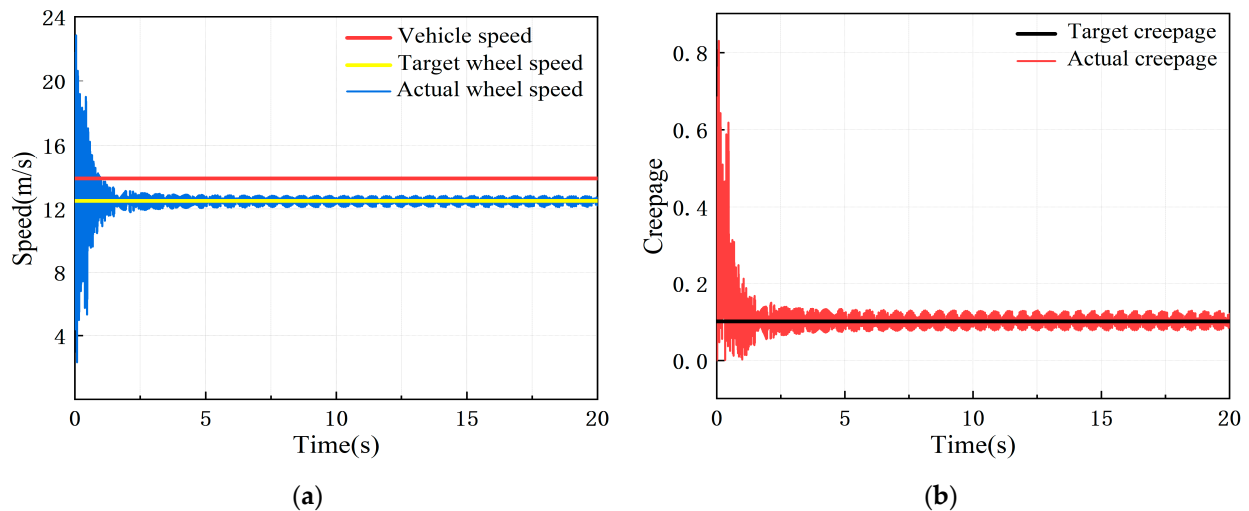 24
20
16
12
8
4
Speed(m/s)
Vehicle speed
Target wheel speed
Actual wheel speed
0 5 10 15 20
Time(s)
(a)
0.8
0.6
0.4
0.2
0.0
Creepage
Target creepage
Actual creepage
0 5 10 15 20
Time(s)
(b)